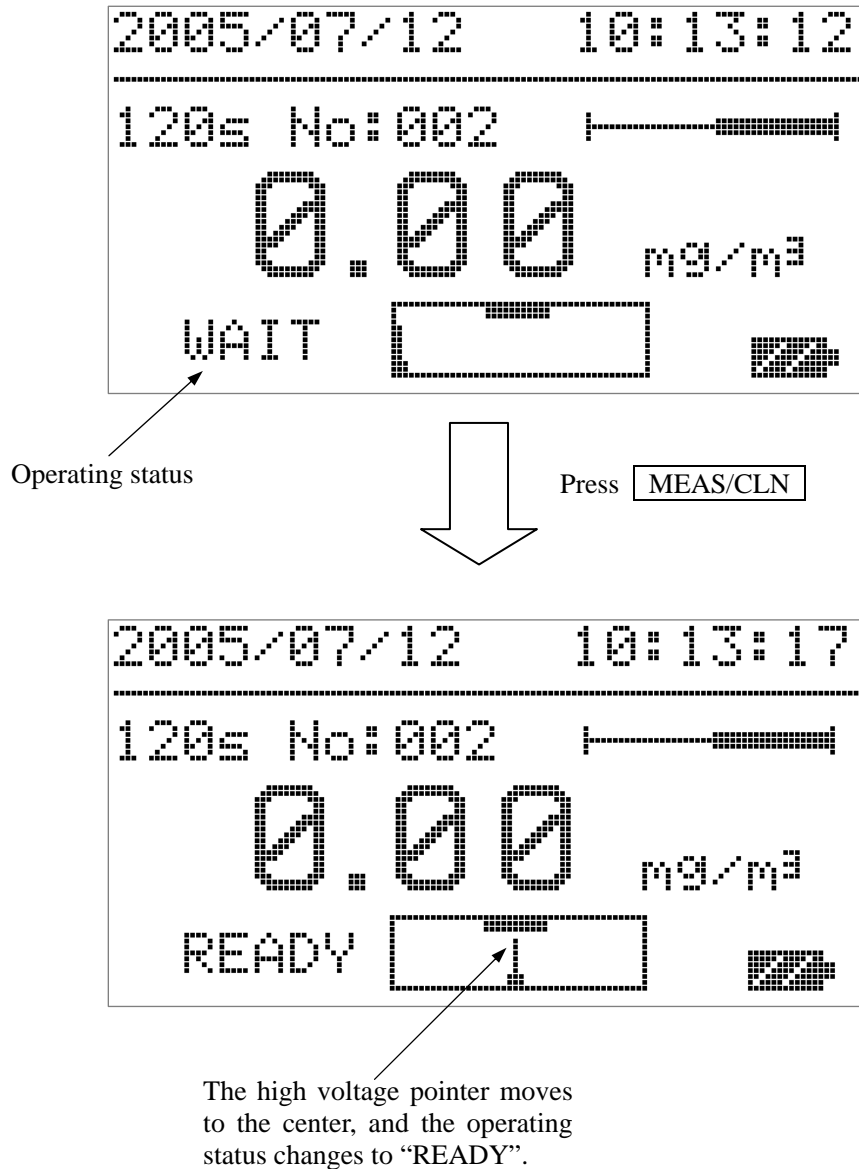 2005/07/12 10:13:12
120s No:002
0.00 mg/m³
WAIT
Operating status
Press MEAS/CLN
2005/07/12 10:13:17
120s No:002
0.00 mg/m³
READY
The high voltage pointer moves
to the center, and the operating
status changes to “READY”.